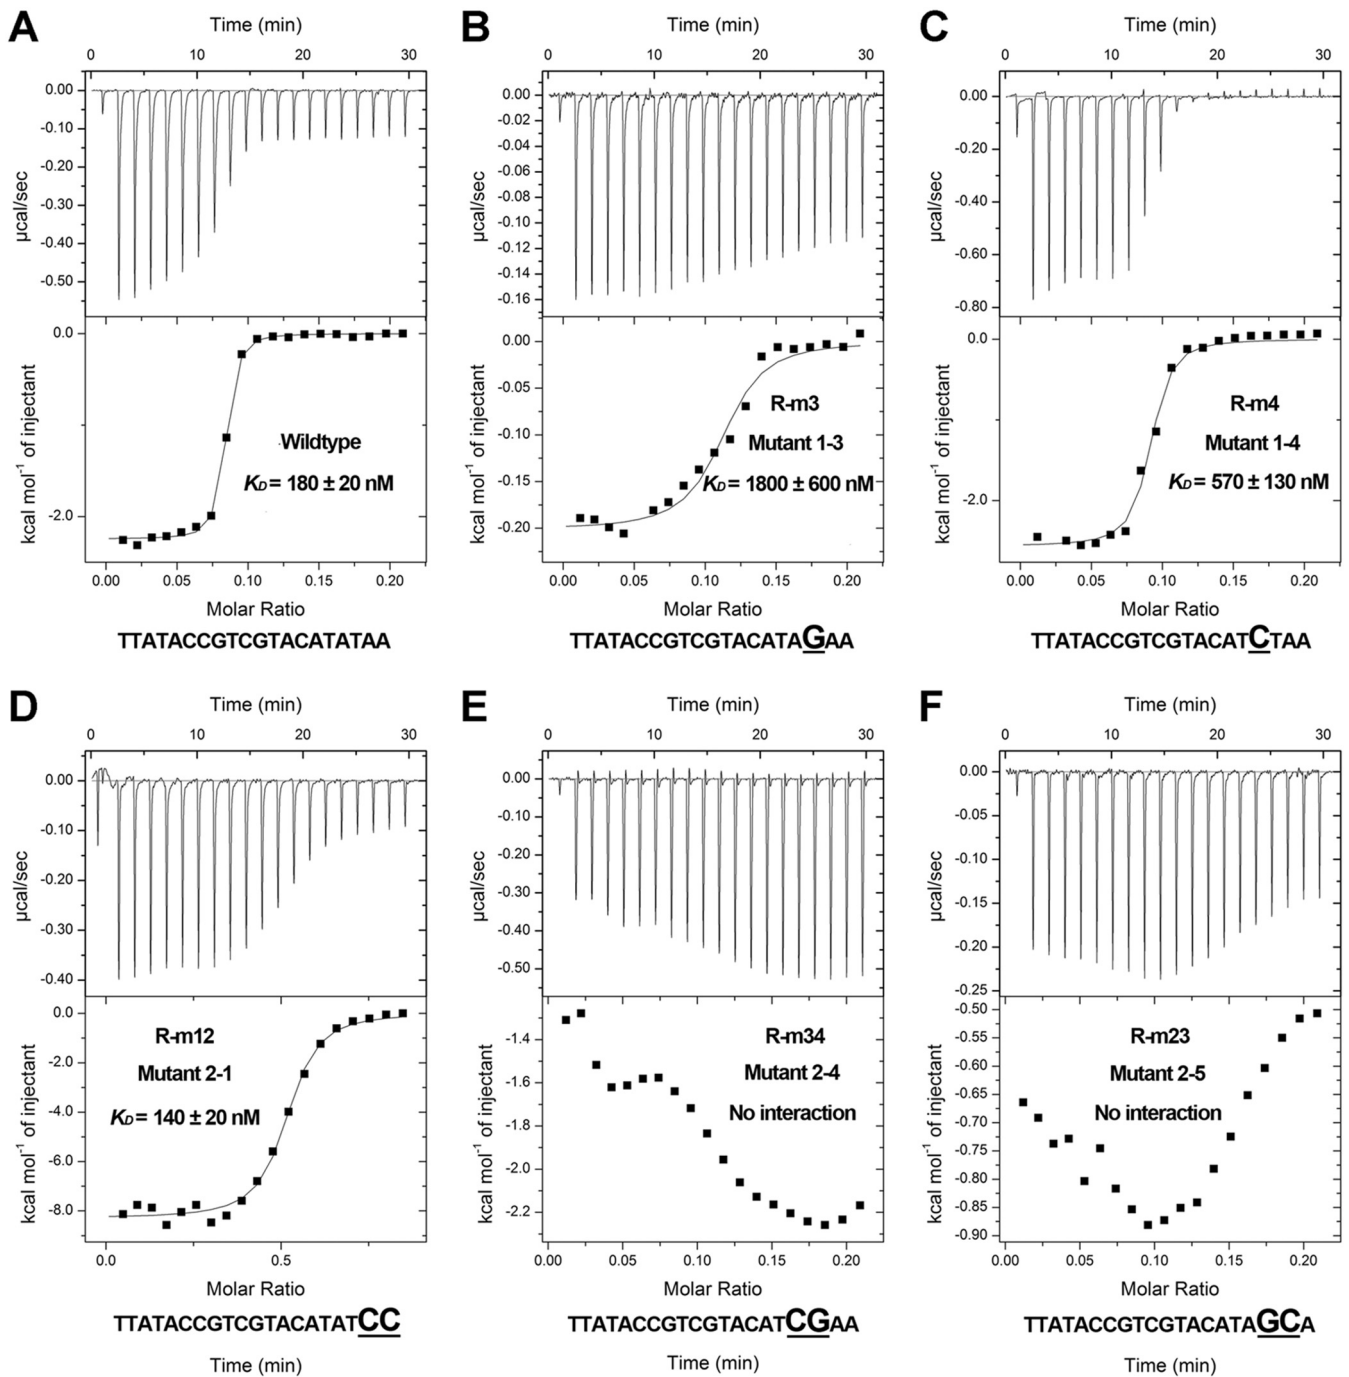 A
Time (min)
0 10 20 30
µcal/sec
0.00
-0.10
-0.20
-0.30
-0.40
-0.50
kcal mol-1 of injectant
0.0
-2.0
Wildtype
KD = 180 ± 20 nM
0.00 0.05 0.10 0.15 0.20
Molar Ratio
TTATACCGTCGTACATATAA
B
Time (min)
0 10 20 30
µcal/sec
0.00
-0.02
-0.04
-0.06
-0.08
-0.10
-0.12
-0.14
-0.16
kcal mol-1 of injectant
0.00
-0.05
-0.10
-0.15
-0.20
R-m3
Mutant 1-3
KD = 1800 ± 600 nM
0.00 0.05 0.10 0.15 0.20
Molar Ratio
TTATACCGTCGTACATAGAA
C
Time (min)
0 10 20 30
µcal/sec
0.00
-0.20
-0.40
-0.60
-0.80
kcal mol-1 of injectant
0.0
-2.0
R-m4
Mutant 1-4
KD = 570 ± 130 nM
0.00 0.05 0.10 0.15 0.20
Molar Ratio
TTATACCGTCGTACATCTAA
D
Time (min)
0 10 20 30
µcal/sec
0.00
-0.10
-0.20
-0.30
-0.40
kcal mol-1 of injectant
0.0
-2.0
-4.0
-6.0
-8.0
R-m12
Mutant 2-1
KD = 140 ± 20 nM
0.0 0.5
Molar Ratio
TTATACCGTCGTACATATCC
Time (min)
E
Time (min)
0 10 20 30
µcal/sec
0.00
-0.10
-0.20
-0.30
-0.40
-0.50
kcal mol-1 of injectant
-1.4
-1.6
-1.8
-2.0
-2.2
R-m34
Mutant 2-4
No interaction
0.00 0.05 0.10 0.15 0.20
Molar Ratio
TTATACCGTCGTACATCGAA
Time (min)
F
Time (min)
0 10 20 30
µcal/sec
0.00
-0.05
-0.10
-0.15
-0.20
-0.25
kcal mol-1 of injectant
-0.50
-0.55
-0.60
-0.65
-0.70
-0.75
-0.80
-0.85
-0.90
R-m23
Mutant 2-5
No interaction
0.00 0.05 0.10 0.15 0.20
Molar Ratio
TTATACCGTCGTACATAGCA
Time (min)